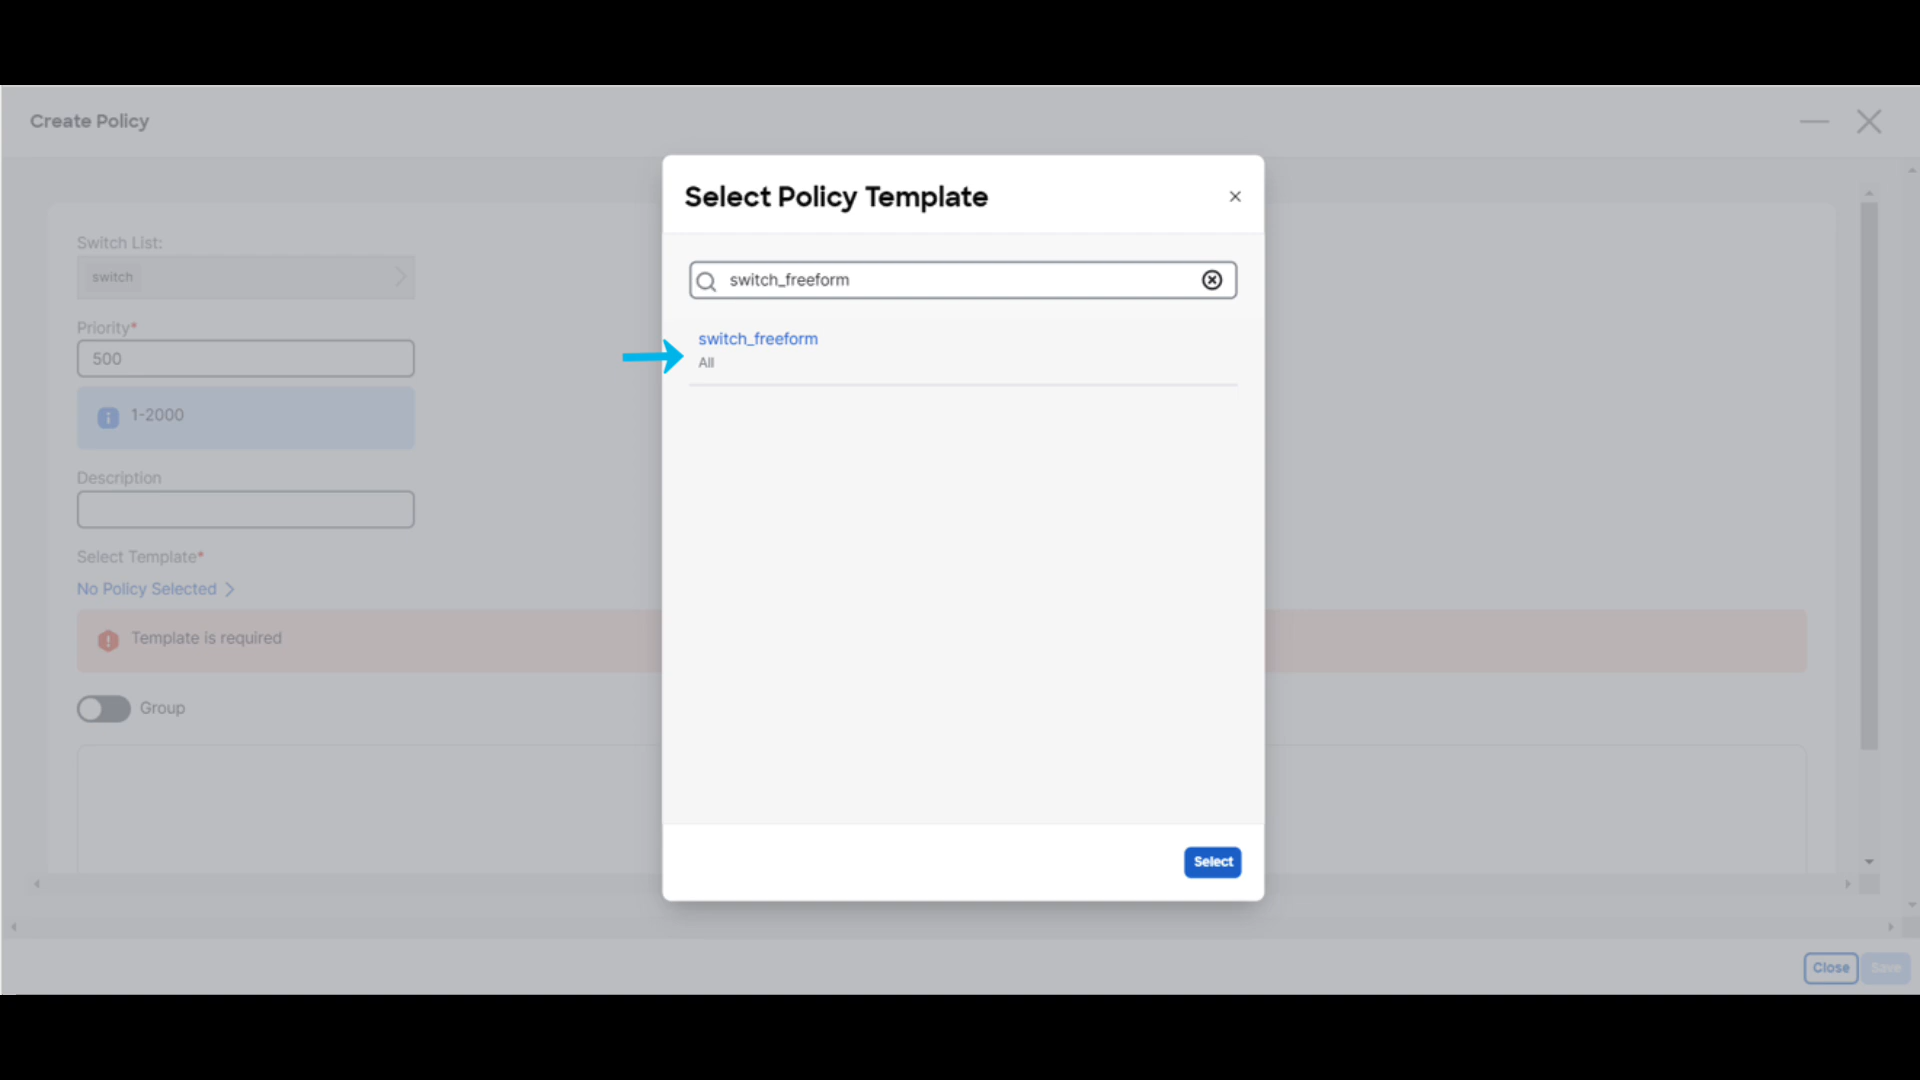 Create Policy
Select Policy Template
Switch List:
switch
switch_freeform
switch_freeform
All
Priority*
500
1-2000
Description
Select Template*
No Policy Selected
Template is required
Group
Select
Close
Save